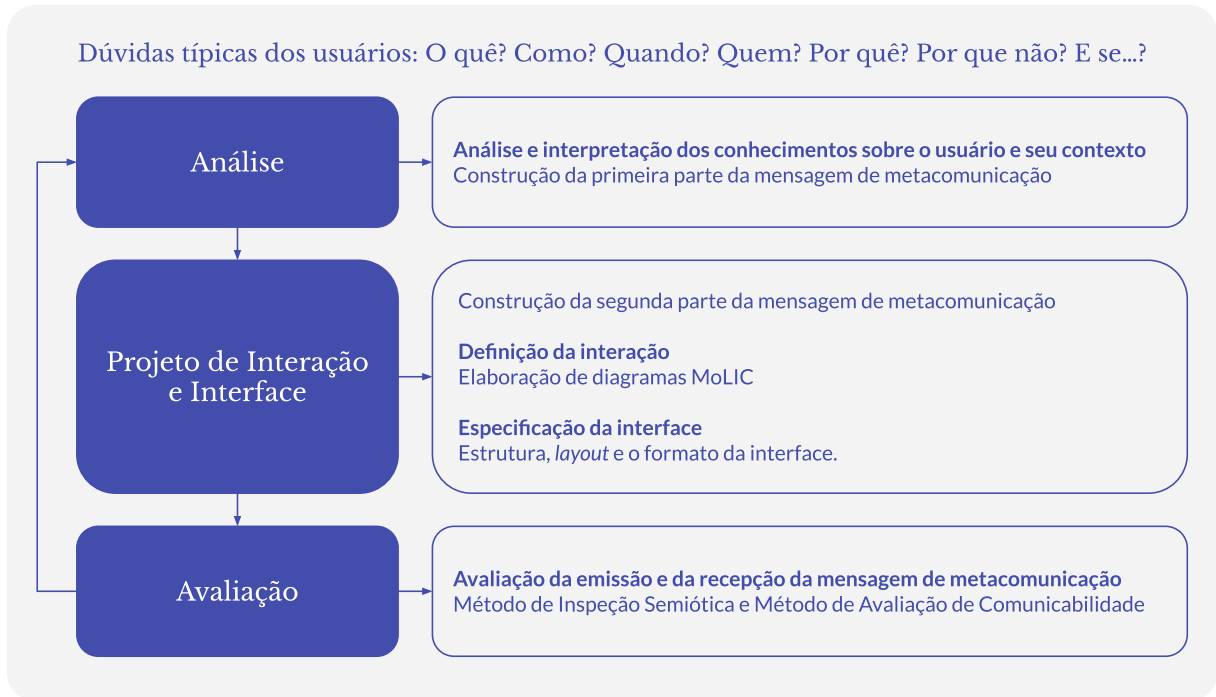 Dúvidas típicas dos usuários: O quê? Como? Quando? Quem? Por quê? Por que não? E se...?
Análise
Análise e interpretação dos conhecimentos sobre o usuário e seu contexto
Construção da primeira parte da mensagem de metacomunicação
Projeto de Interação
e Interface
Construção da segunda parte da mensagem de metacomunicação
Definição da interação
Elaboração de diagramas MoLIC
Especificação da interface
Estrutura, layout e o formato da interface.
Avaliação
Avaliação da emissão e da recepção da mensagem de metacomunicação
Método de Inspeção Semiótica e Método de Avaliação de Comunicabilidade